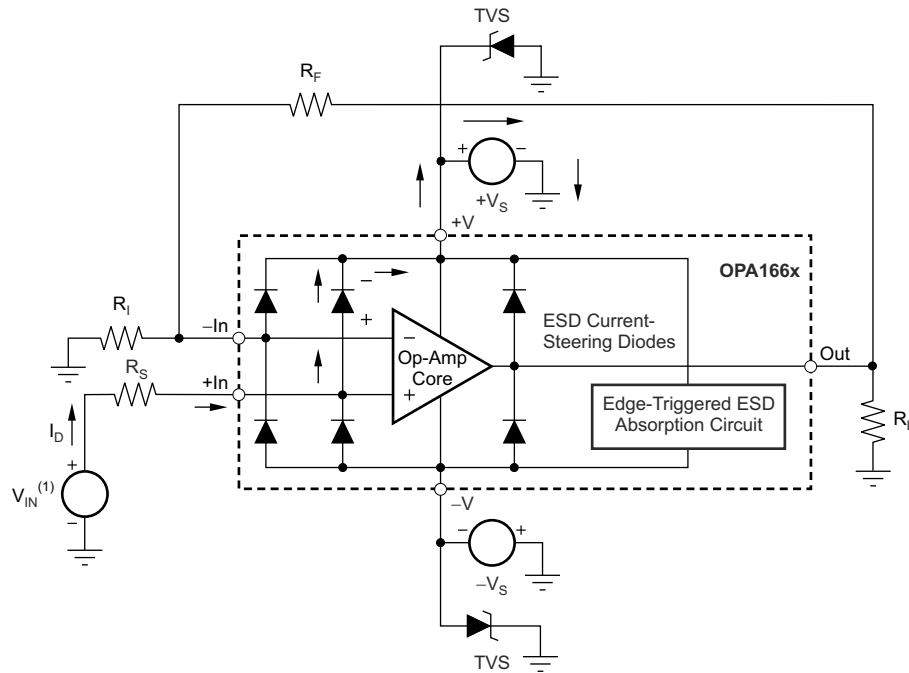 TVS
R_F
+ −
+V_S
+V
OPA166x
−
R_I
−In
+
−
ESD Current-
Steering Diodes
Op-Amp
Core
Out
R_S
+In
+
Edge-Triggered ESD
Absorption Circuit
I_D
+
V_IN(1)
−
−V
− +
−V_S
TVS